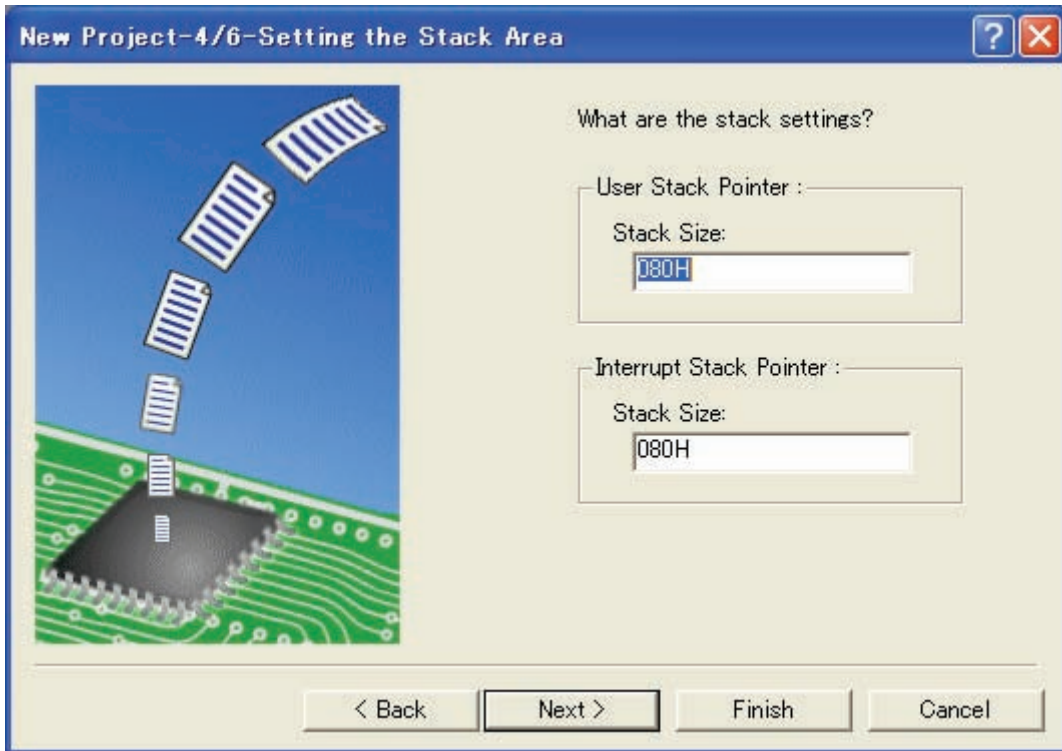 New Project-4/6-Setting the Stack Area
What are the stack settings?
User Stack Pointer :
Stack Size:
080H
Interrupt Stack Pointer :
Stack Size:
080H
< Back
Next >
Finish
Cancel